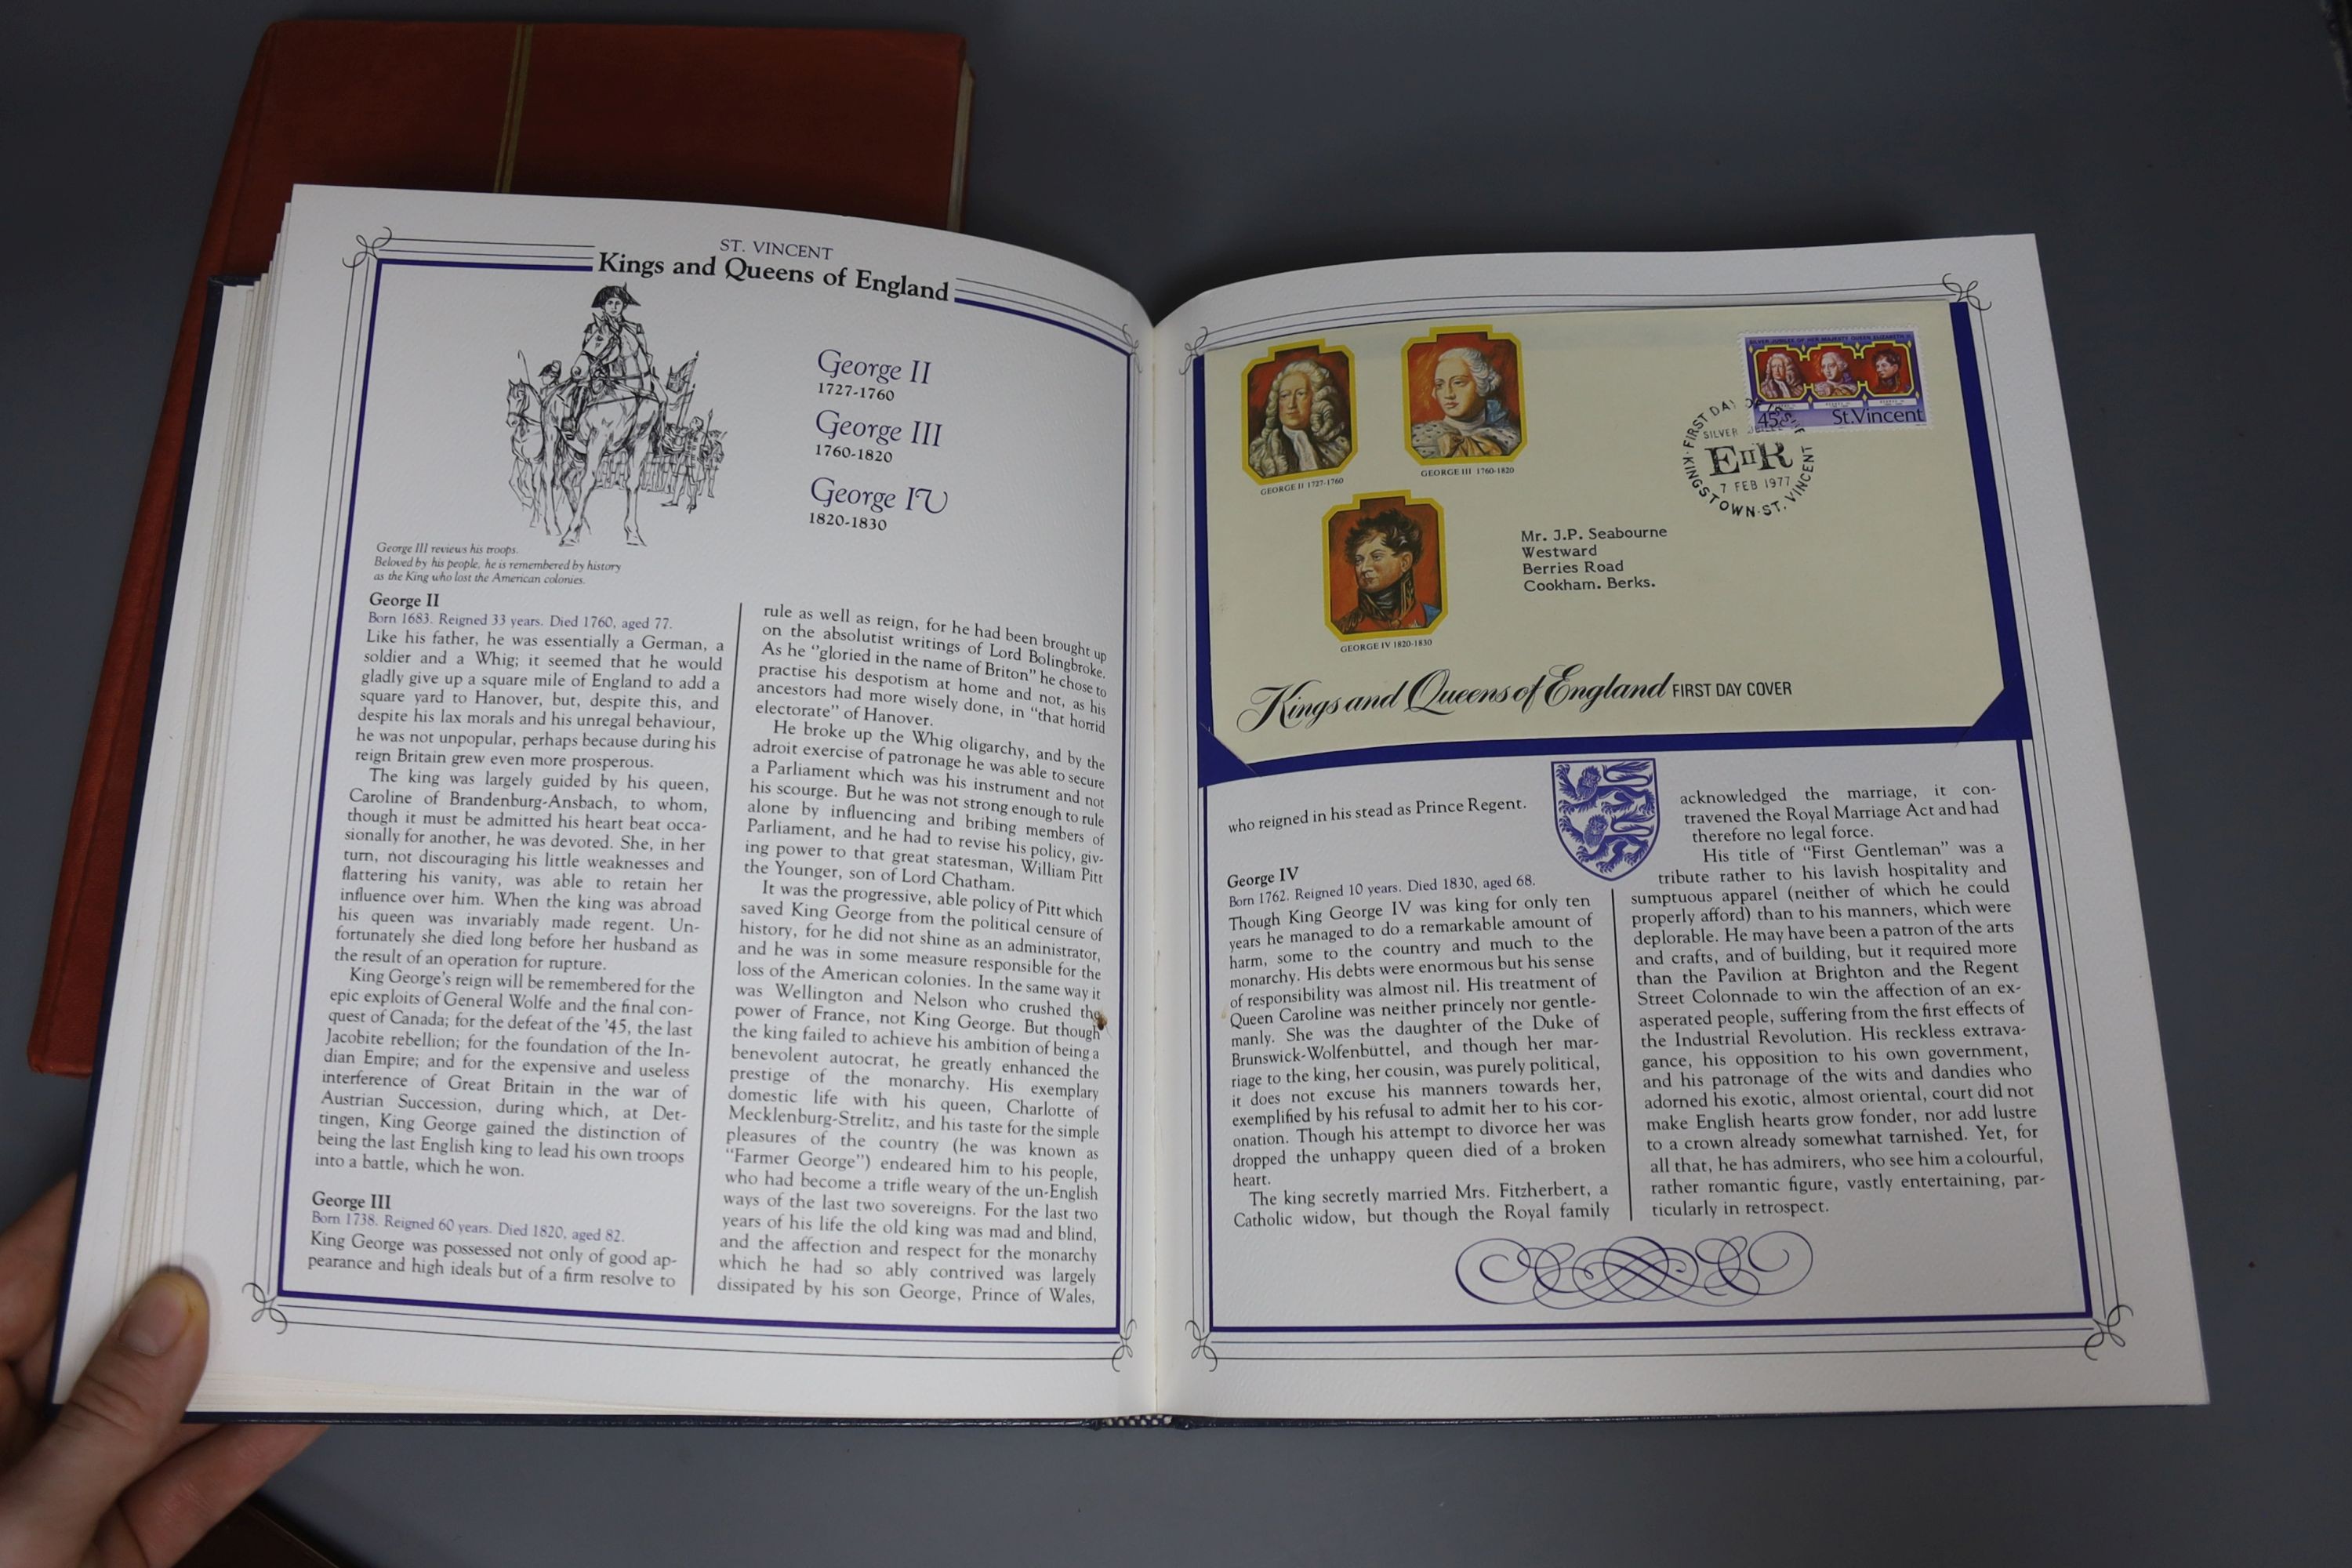 ST. VINCENT
Kings and Queens of England
George II
1727-1760
George III
1760-1820
George IV
1820-1830
George III reviews his troops.
Beloved by his people, he is remembered by history
as the King who lost the American colonies.
George II
Born 1683. Reigned 33 years. Died 1760, aged 77.
Like his father, he was essentially a German, a
soldier and a Whig; it seemed that he would
gladly give up a square mile of England to add a
square yard to Hanover, but, despite this, and
despite his lax morals and his unregal behaviour,
he was not unpopular, perhaps because during his
reign Britain grew even more prosperous.
The king was largely guided by his queen,
Caroline of Brandenburg-Ansbach, to whom,
though it must be admitted his heart beat occa-
sionally for another, he was devoted. She, in her
turn, not discouraging his little weaknesses and
flattering his vanity, was able to retain her
influence over him. When the king was abroad
his queen was invariably made regent. Un-
fortunately she died long before her husband as
the result of an operation for rupture.
King George's reign will be remembered for the
epic exploits of General Wolfe and the final con-
quest of Canada; for the defeat of the '45, the last
Jacobite rebellion; for the foundation of the In-
dian Empire; and for the expensive and useless
interference of Great Britain in the war of
Austrian Succession, during which, at Det-
tingen, King George gained the distinction of
being the last English king to lead his own troops
into a battle, which he won.
George III
Born 1738. Reigned 60 years. Died 1820, aged 82.
King George was possessed not only of good ap-
pearance and high ideals but of a firm resolve to
rule as well as reign, for he had been brought up
on the absolutist writings of Lord Bolingbroke.
As he "gloried in the name of Briton" he chose to
practise his despotism at home and not, as his
ancestors had more wisely done, in "that horrid
electorate" of Hanover.
He broke up the Whig oligarchy, and by the
adroit exercise of patronage he was able to secure
a Parliament which was his instrument and not
his scourge. But he was not strong enough to rule
alone by influencing and bribing members of
Parliament, and he had to revise his policy, giv-
ing power to that great statesman, William Pitt
the Younger, son of Lord Chatham.
It was the progressive, able policy of Pitt which
saved King George from the political censure of
history, for he did not shine as an administrator,
and he was in some measure responsible for the
loss of the American colonies. In the same way it
was Wellington and Nelson who crushed the
power of France, not King George. But though
the king failed to achieve his ambition of being a
benevolent autocrat, he greatly enhanced the
prestige of the monarchy. His exemplary
domestic life with his queen, Charlotte of
Mecklenburg-Strelitz, and his taste for the simple
pleasures of the country (he was known as
"Farmer George") endeared him to his people,
who had become a trifle weary of the un-English
ways of the last two sovereigns. For the last two
years of his life the old king was mad and blind,
and the affection and respect for the monarchy
which he had so ably contrived was largely
dissipated by his son George, Prince of Wales,
GEORGE II 1727-1760
GEORGE III 1760-1820
GEORGE IV 1820-1830
SILVER JUBILEE OF HER MAJESTY QUEEN ELIZABETH II
45c St.Vincent
FIRST DAY OF ISSUE
SILVER JUBILEE
EIIR
7 FEB 1977
KINGSTOWN·ST. VINCENT
Mr. J.P. Seabourne
Westward
Berries Road
Cookham. Berks.
Kings and Queens of England FIRST DAY COVER
who reigned in his stead as Prince Regent.
George IV
Born 1762. Reigned 10 years. Died 1830, aged 68.
Though King George IV was king for only ten
years he managed to do a remarkable amount of
harm, some to the country and much to the
monarchy. His debts were enormous but his sense
of responsibility was almost nil. His treatment of
Queen Caroline was neither princely nor gentle-
manly. She was the daughter of the Duke of
Brunswick-Wolfenbüttel, and though her mar-
riage to the king, her cousin, was purely political,
it does not excuse his manners towards her,
exemplified by his refusal to admit her to his cor-
onation. Though his attempt to divorce her was
dropped the unhappy queen died of a broken
heart.
The king secretly married Mrs. Fitzherbert, a
Catholic widow, but though the Royal family
acknowledged the marriage, it con-
travened the Royal Marriage Act and had
therefore no legal force.
His title of "First Gentleman" was a
tribute rather to his lavish hospitality and
sumptuous apparel (neither of which he could
properly afford) than to his manners, which were
deplorable. He may have been a patron of the arts
and crafts, and of building, but it required more
than the Pavilion at Brighton and the Regent
Street Colonnade to win the affection of an ex-
asperated people, suffering from the first effects of
the Industrial Revolution. His reckless extrava-
gance, his opposition to his own government,
and his patronage of the wits and dandies who
adorned his exotic, almost oriental, court did not
make English hearts grow fonder, nor add lustre
to a crown already somewhat tarnished. Yet, for
all that, he has admirers, who see him a colourful,
rather romantic figure, vastly entertaining, par-
ticularly in retrospect.